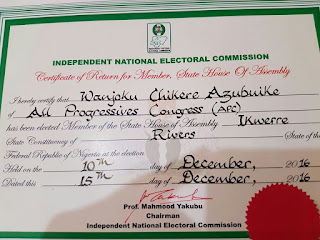 INDEPENDENT NATIONAL ELECTORAL COMMISSION
Certificate of Return for Member, State House Of Assembly
I hereby certify that Wanjoku Chikere Azubuike
of All Progressives Congress (APC)
has been elected Member of the State House of Assembly Ikwerre
State Constituency of Rivers State of the
Federal Republic of Nigeria at the election
Held on the 10TH day of December, 2016
Dated this 15TH day of December, 2016
Prof. Mahmood Yakubu
Chairman
Independent National Electoral Commission